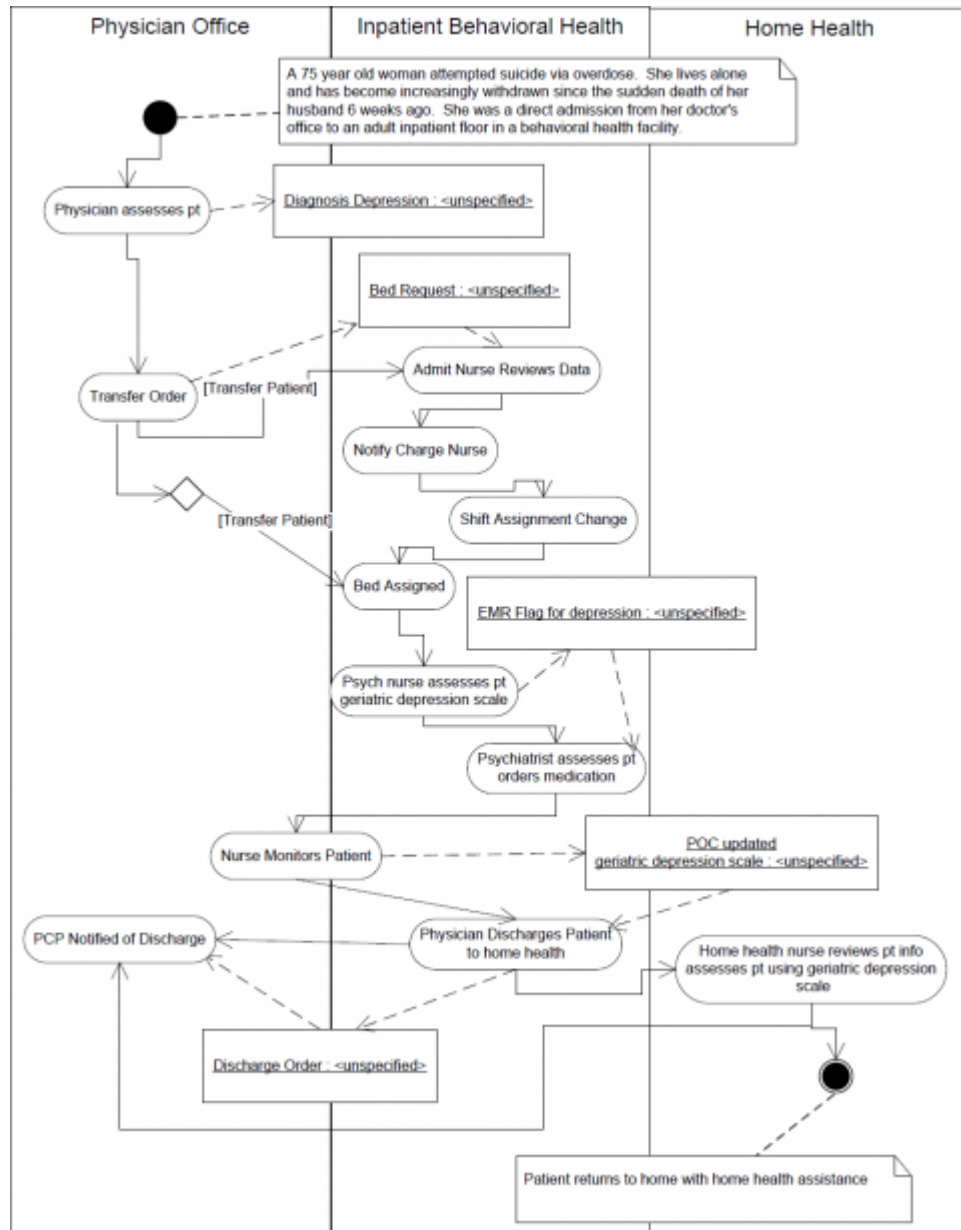 Physician Office
Inpatient Behavioral Health
Home Health
A 75 year old woman attempted suicide via overdose. She lives alone
and has become increasingly withdrawn since the sudden death of her
husband 6 weeks ago. She was a direct admission from her doctor's
office to an adult inpatient floor in a behavioral health facility.
Physician assesses pt
Diagnosis Depression : <unspecified>
Bed Request : <unspecified>
Admit Nurse Reviews Data
Transfer Order
[Transfer Patient]
Notify Charge Nurse
[Transfer Patient]
Shift Assignment Change
Bed Assigned
EMR Flag for depression : <unspecified>
Psych nurse assesses pt
geriatric depression scale
Psychiatrist assesses pt
orders medication
Nurse Monitors Patient
POC updated
geriatric depression scale : <unspecified>
PCP Notified of Discharge
Physician Discharges Patient
to home health
Home health nurse reviews pt info
assesses pt using geriatric depression
scale
Discharge Order : <unspecified>
Patient returns to home with home health assistance